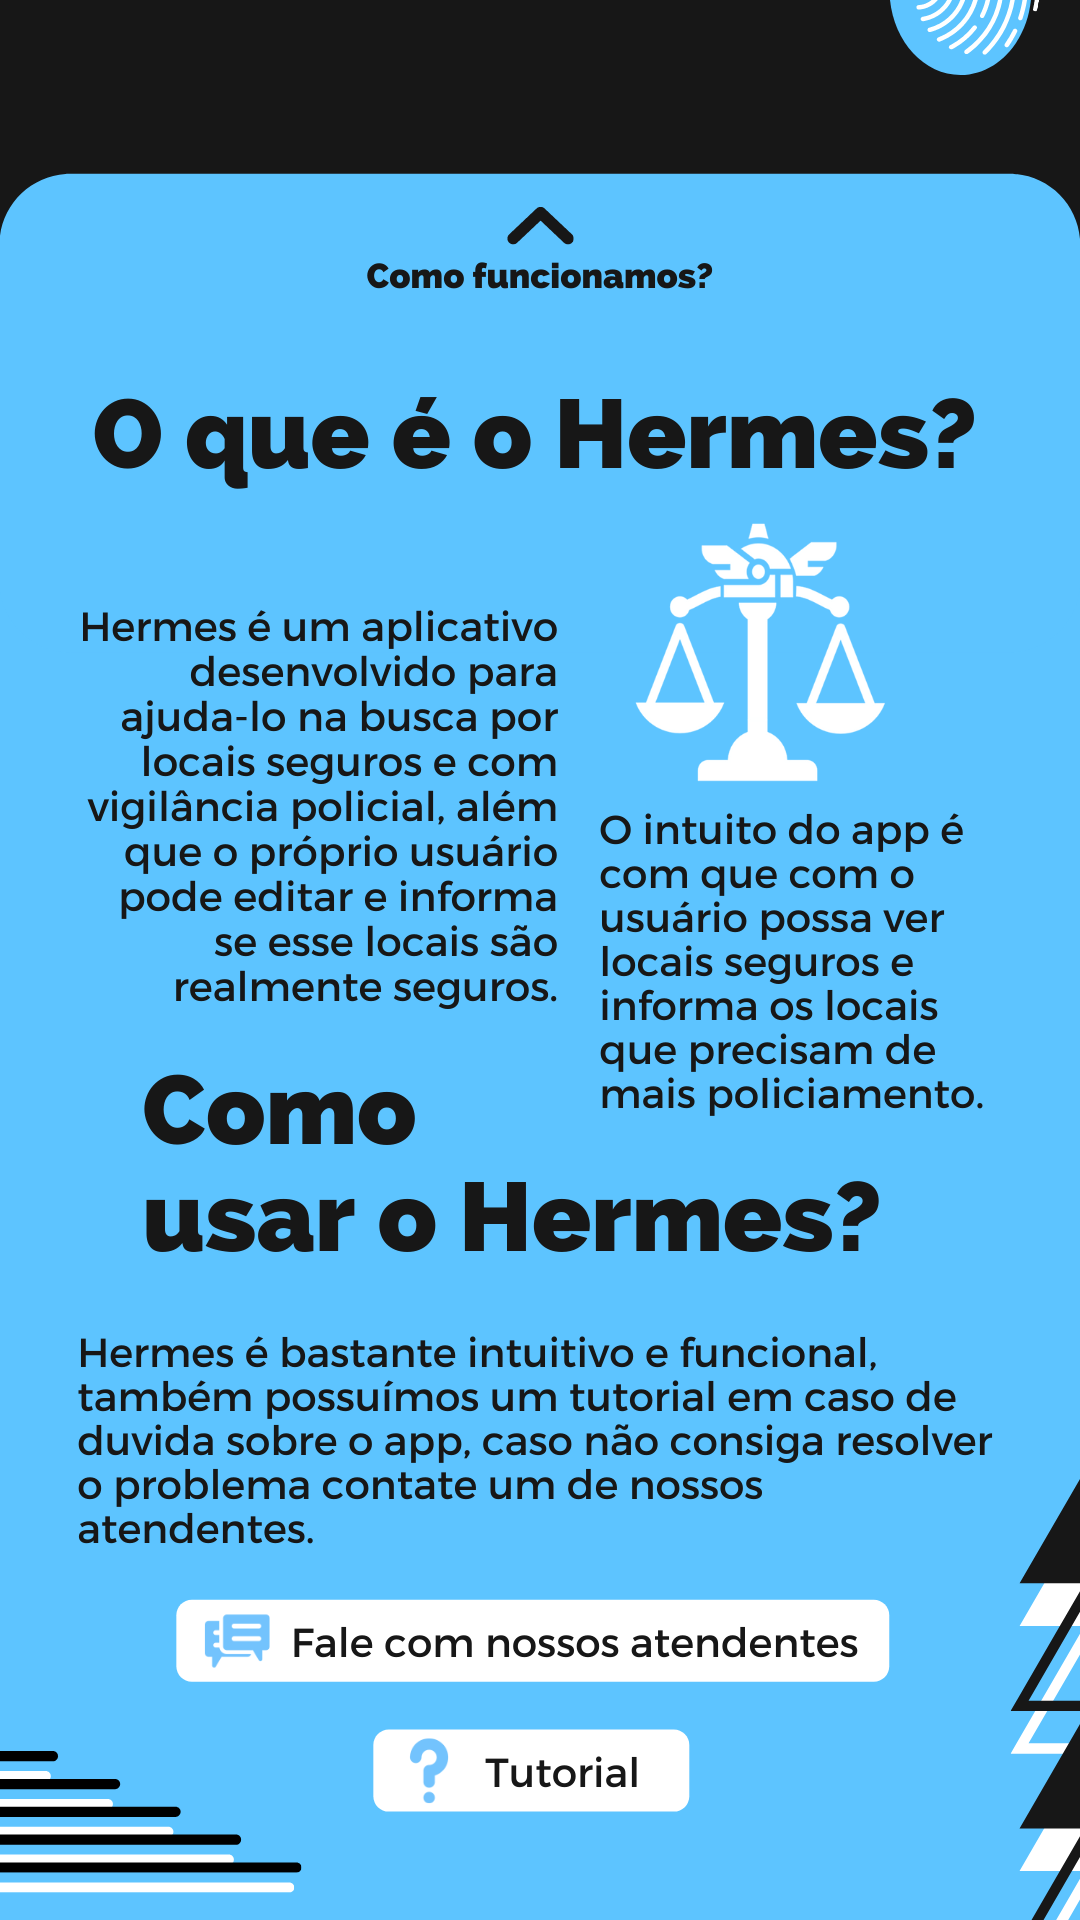 Como funcionamos?
O que é o Hermes?
Hermes é um aplicativo
desenvolvido para
ajuda-lo na busca por
locais seguros e com
vigilância policial, além
que o próprio usuário
pode editar e informa
se esse locais são
realmente seguros.
O intuito do app é
com que com o
usuário possa ver
locais seguros e
informa os locais
que precisam de
mais policiamento.
Como
usar o Hermes?
Hermes é bastante intuitivo e funcional,
também possuímos um tutorial em caso de
duvida sobre o app, caso não consiga resolver
o problema contate um de nossos
atendentes.
Fale com nossos atendentes
Tutorial